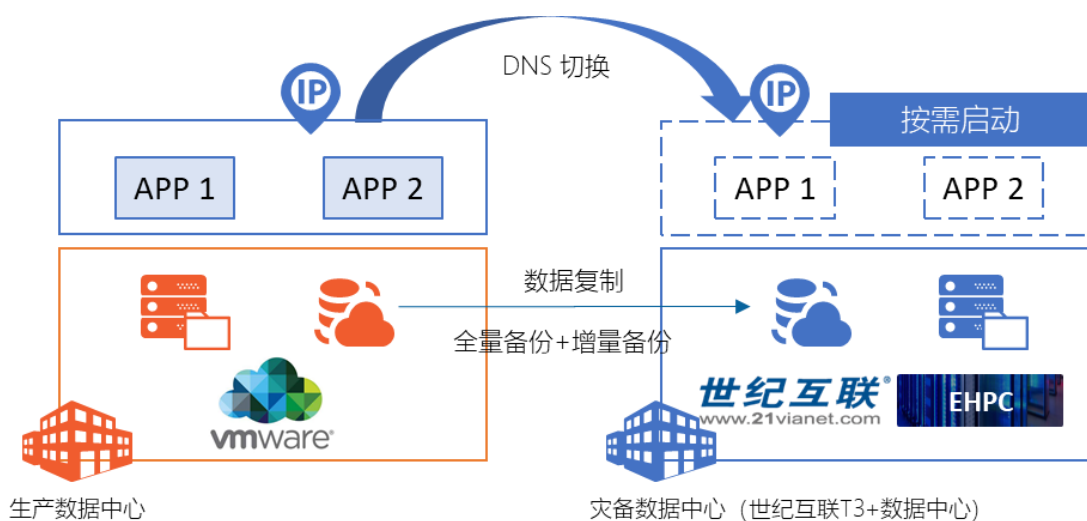 DNS 切换
IP
IP
按需启动
APP 1
APP 2
APP 1
APP 2
数据复制
全量备份+增量备份
vmware®
世纪互联®
www.21vianet.com
EHPC
生产数据中心
灾备数据中心（世纪互联T3+数据中心）